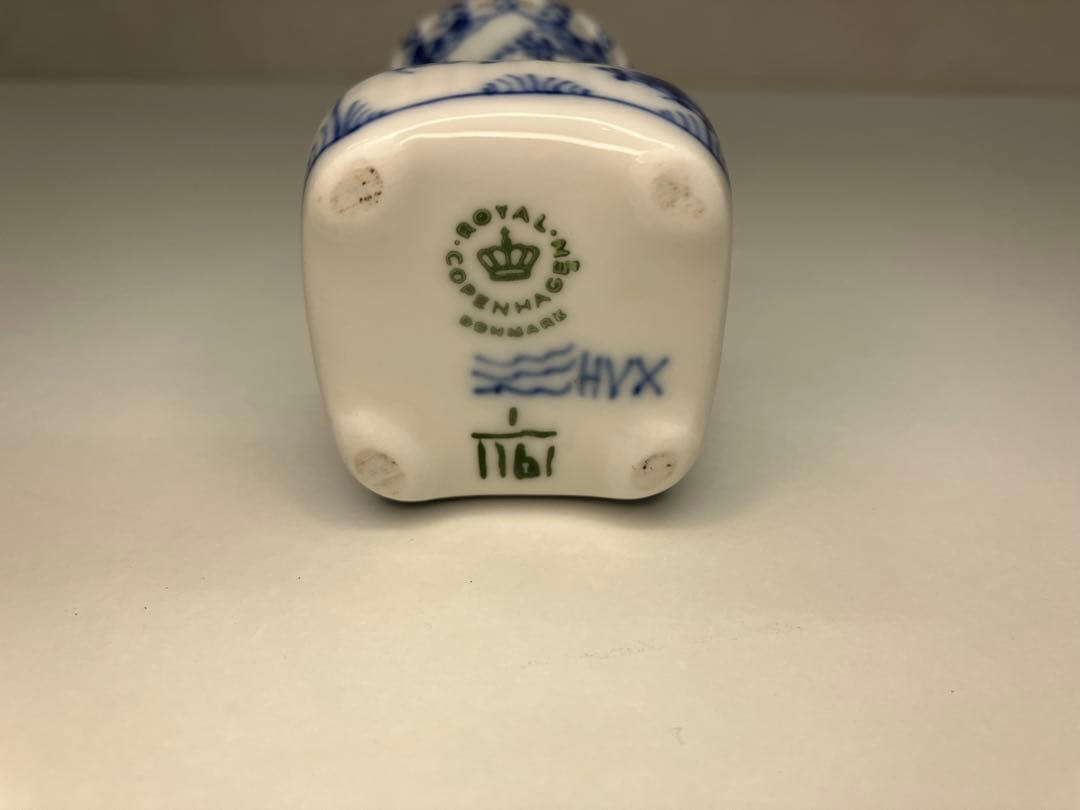 ROYAL
COPENHAGEN
DENMARK
HVX
1
1161